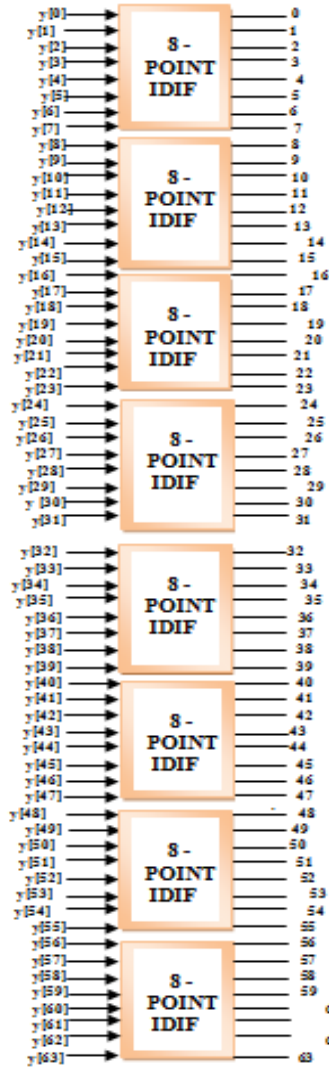 y[0] 0
y[1] 1
y[2] 2
y[3] 3
y[4] 4
y[5] 5
y[6] 6
y[7] 7
8 -
POINT
IDIF
y[8] 8
y[9] 9
y[10] 10
y[11] 11
y[12] 12
y[13] 13
y[14] 14
y[15] 15
8 -
POINT
IDIF
y[16] 16
y[17] 17
y[18] 18
y[19] 19
y[20] 20
y[21] 21
y[22] 22
y[23] 23
8 -
POINT
IDIF
y[24] 24
y[25] 25
y[26] 26
y[27] 27
y[28] 28
y[29] 29
y [30] 30
y[31] 31
8 -
POINT
IDIF
y[32] 32
y[33] 33
y[34] 34
y[35] 35
y[36] 36
y[37] 37
y[38] 38
y[39] 39
8 -
POINT
IDIF
y[40] 40
y[41] 41
y[42] 42
y[43] 43
y[44] 44
y[45] 45
y[46] 46
y[47] 47
8 -
POINT
IDIF
y[48] 48
y[49] 49
y[50] 50
y[51] 51
y[52] 52
y[53] 53
y[54] 54
y[55] 55
8 -
POINT
IDIF
y[56] 56
y[57] 57
y[58] 58
y[59] 59
y[60]
y[61]
y[62]
y[63] 63
8 -
POINT
IDIF